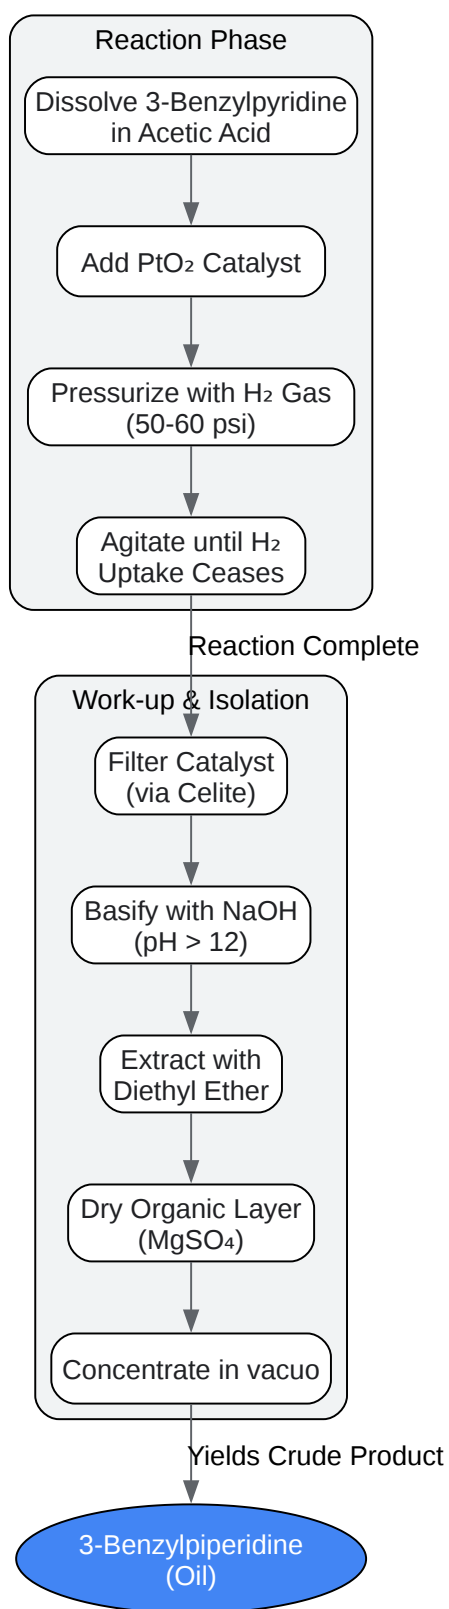 Reaction Phase
Dissolve 3-Benzylpyridine
in Acetic Acid
Add PtO₂ Catalyst
Pressurize with H₂ Gas
(50-60 psi)
Agitate until H₂
Uptake Ceases
Reaction Complete
Work-up & Isolation
Filter Catalyst
(via Celite)
Basify with NaOH
(pH > 12)
Extract with
Diethyl Ether
Dry Organic Layer
(MgSO₄)
Concentrate in vacuo
Yields Crude Product
3-Benzylpiperidine
(Oil)